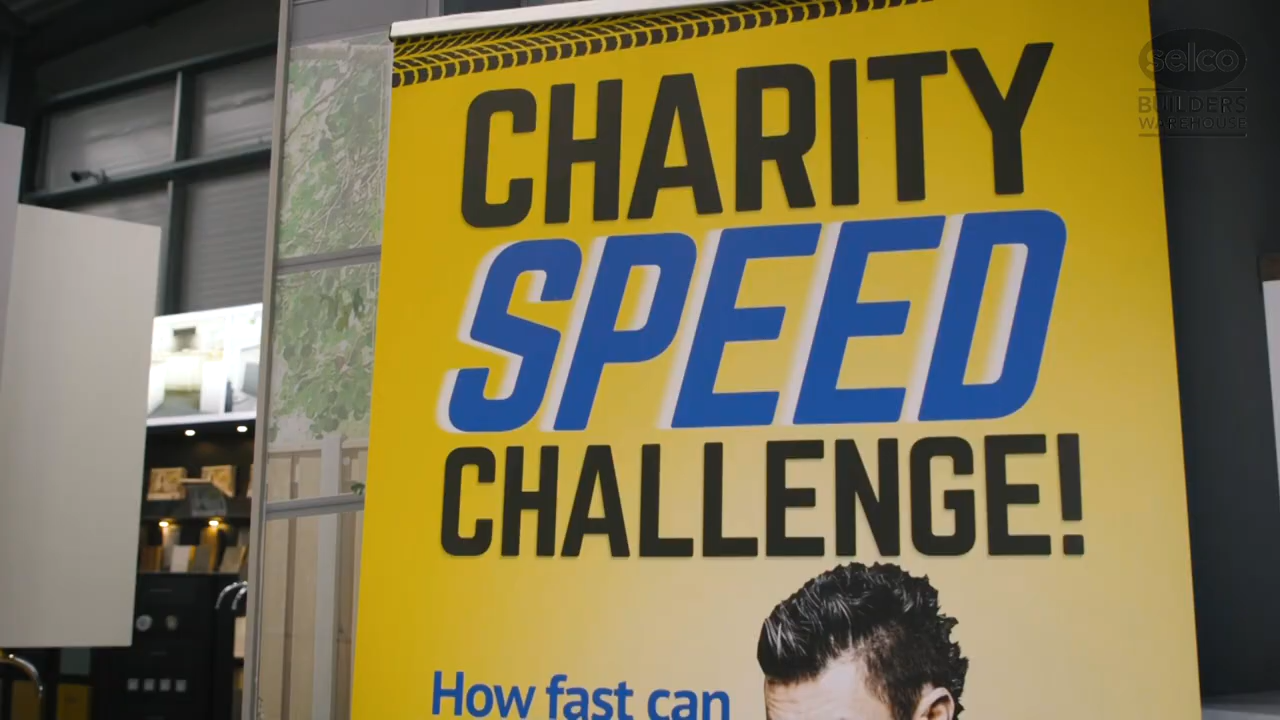 selco
BUILDERS
WAREHOUSE
CHARITY
SPEED
CHALLENGE!
How fast can